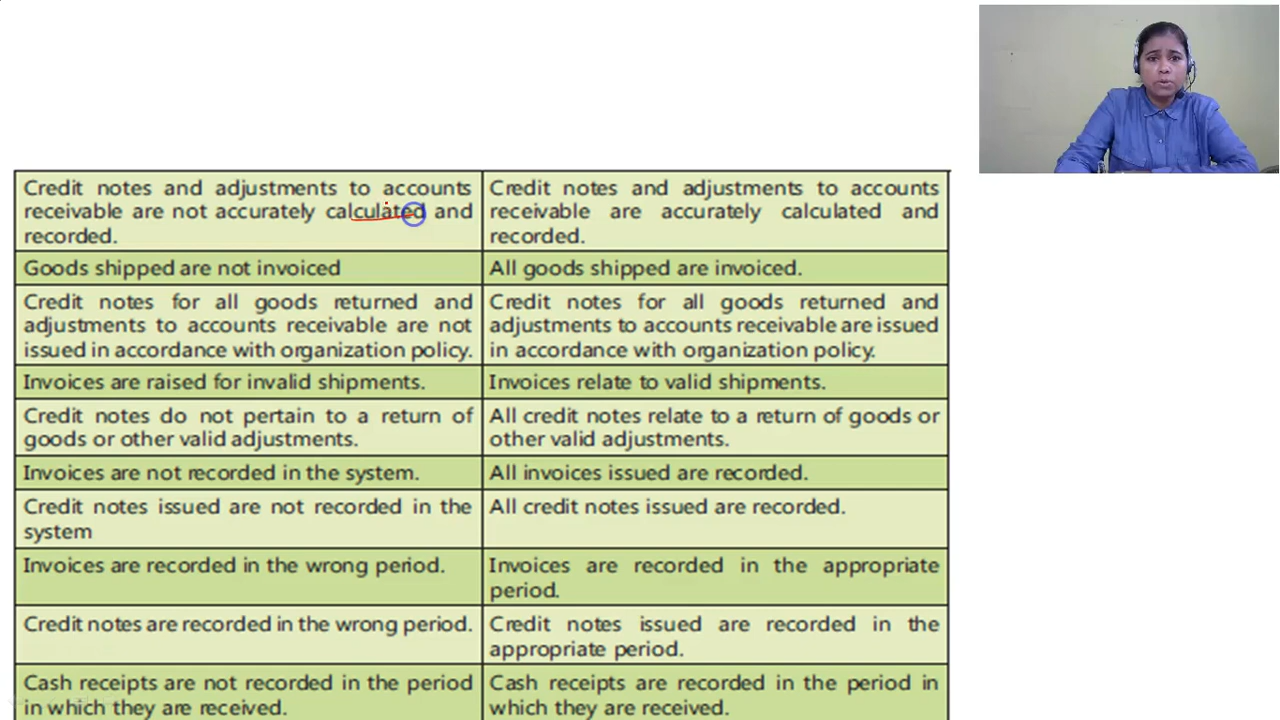 Credit notes and adjustments to accounts
receivable are not accurately calculated and
recorded.
Credit notes and adjustments to accounts
receivable are accurately calculated and
recorded.
Goods shipped are not invoiced
All goods shipped are invoiced.
Credit notes for all goods returned and
adjustments to accounts receivable are not
issued in accordance with organization policy.
Credit notes for all goods returned and
adjustments to accounts receivable are issued
in accordance with organization policy.
Invoices are raised for invalid shipments.
Invoices relate to valid shipments.
Credit notes do not pertain to a return of
goods or other valid adjustments.
All credit notes relate to a return of goods or
other valid adjustments.
Invoices are not recorded in the system.
All invoices issued are recorded.
Credit notes issued are not recorded in the
system
All credit notes issued are recorded.
Invoices are recorded in the wrong period.
Invoices are recorded in the appropriate
period.
Credit notes are recorded in the wrong period.
Credit notes issued are recorded in the
appropriate period.
Cash receipts are not recorded in the period
in which they are received.
Cash receipts are recorded in the period in
which they are received.